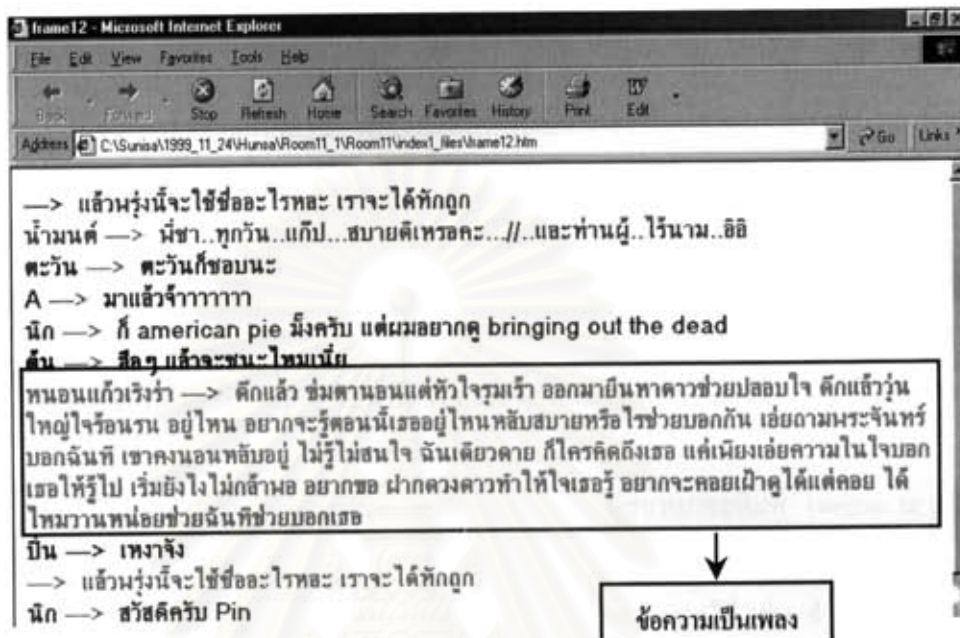 frame12 - Microsoft Internet Explorer
File Edit View Favorites Tools Help
Back Forward Stop Refresh Home Search Favorites History Print Edit
Address C:\Sunisa\1999_11_24\Hunsa\Room11_1\Room11\index1_files\frame12.htm Go Links
—> แล้วพรุ่งนี้จะใช้ชื่ออะไรหละ เราจะได้ทักถูก
น้ำมนต์ —> พี่ชา..ทุกวัน..แก๊ป...สบายดีเหรอคะ...//..และท่านผู้..ไร้นาม..อิอิ
ตะวัน —> ตะวันก็ชอบนะ
A —> มาแล้วจ้าาาาาาา
นิก —> ก็ american pie มั๊งครับ แต่ผมอยากดู bringing out the dead
ต้น —> สือๆ แล้วจะชนะไหมเนี่ย
หนอนแก้วเริงร่า —> ดึกแล้ว ข่มตานอนแต่หัวใจรุมเร้า ออกมายืนหาดาวช่วยปลอบใจ ดึกแล้ววุ่น
ใหญ่ใจร้อนรน อยู่ไหน อยากจะรู้ตอนนี้เธออยู่ไหนหลับสบายหรือไรช่วยบอกกัน เอ่ยถามพระจันทร์
บอกฉันที เขาคงนอนหลับอยู่ ไม่รู้ไม่สนใจ ฉันเดียวดาย ก็ใครคิดถึงเธอ แค่เพียงเอ่ยความในใจบอก
เธอให้รู้ไป เริ่มยังไงไม่กล้าพอ อยากขอ ฝากดวงดาวทำให้ใจเธอรู้ อยากจะคอยเฝ้าดูได้แต่คอย ได้
ไหมวานหน่อยช่วยฉันทีช่วยบอกเธอ
ปิ่น —> เหงาจัง
—> แล้วพรุ่งนี้จะใช้ชื่ออะไรหละ เราจะได้ทักถูก
นิก —> สวัสดีครับ Pin
ข้อความเป็นเพลง